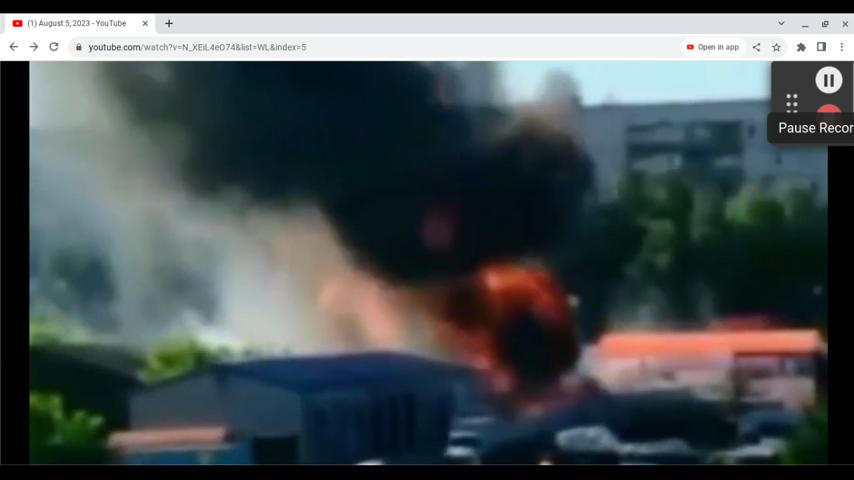 (1) August 5, 2023 - YouTube
youtube.com/watch?v=N_XEiL4eO74&list=WL&index=5
Open in app
Pause Recor